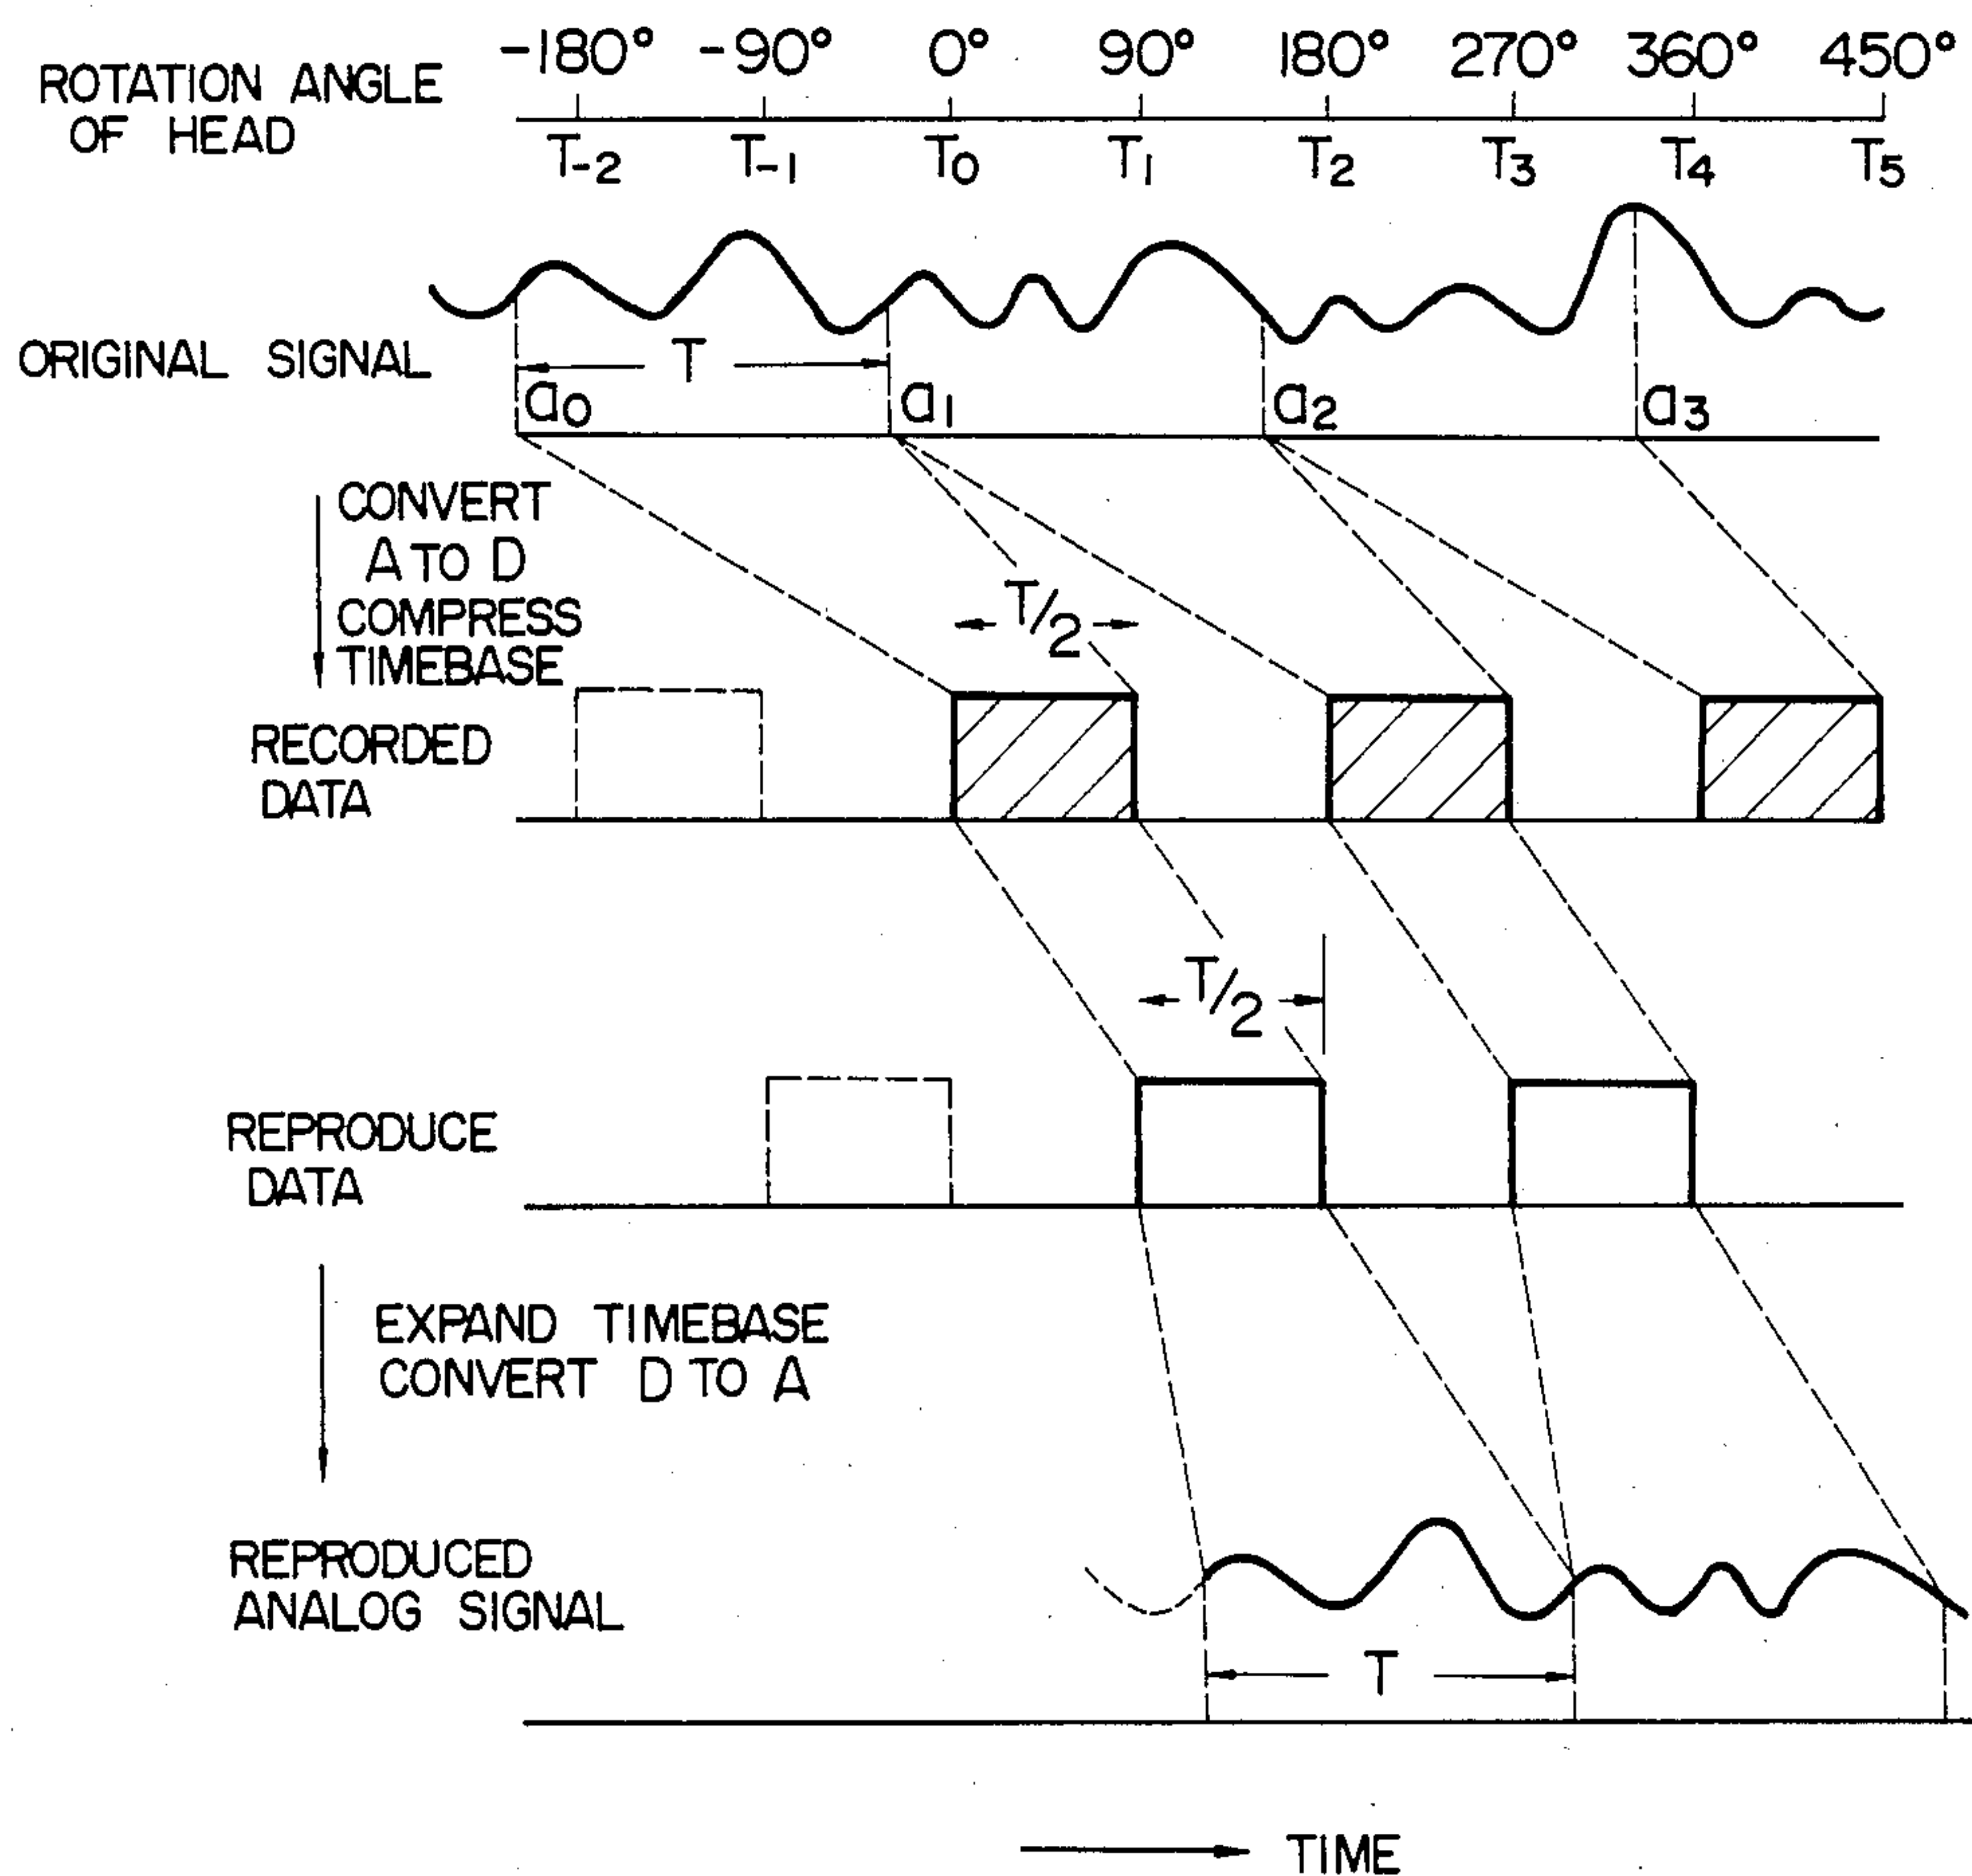 -180° -90° 0° 90° 180° 270° 360° 450°
ROTATION ANGLE
OF HEAD
T-2 T-1 T0 T1 T2 T3 T4 T5
ORIGINAL SIGNAL
T
a0 a1 a2 a3
CONVERT
A TO D
COMPRESS
TIMEBASE
T/2
RECORDED
DATA
T/2
REPRODUCE
DATA
EXPAND TIMEBASE
CONVERT D TO A
REPRODUCED
ANALOG SIGNAL
T
TIME